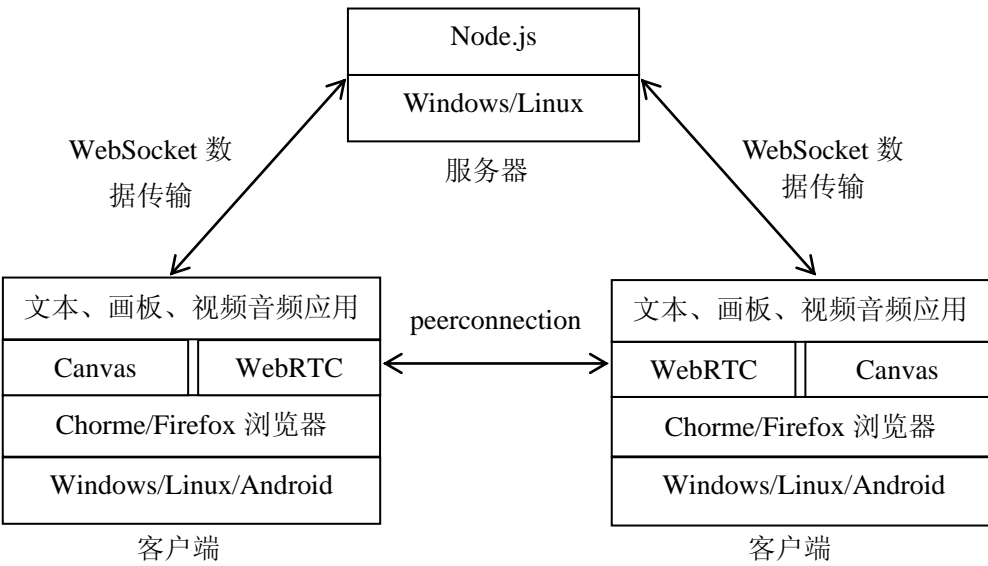 Node.js
Windows/Linux
服务器
WebSocket 数
据传输
WebSocket 数
据传输
文本、画板、视频音频应用
Canvas
WebRTC
Chorme/Firefox 浏览器
Windows/Linux/Android
客户端
peerconnection
文本、画板、视频音频应用
WebRTC
Canvas
Chorme/Firefox 浏览器
Windows/Linux/Android
客户端